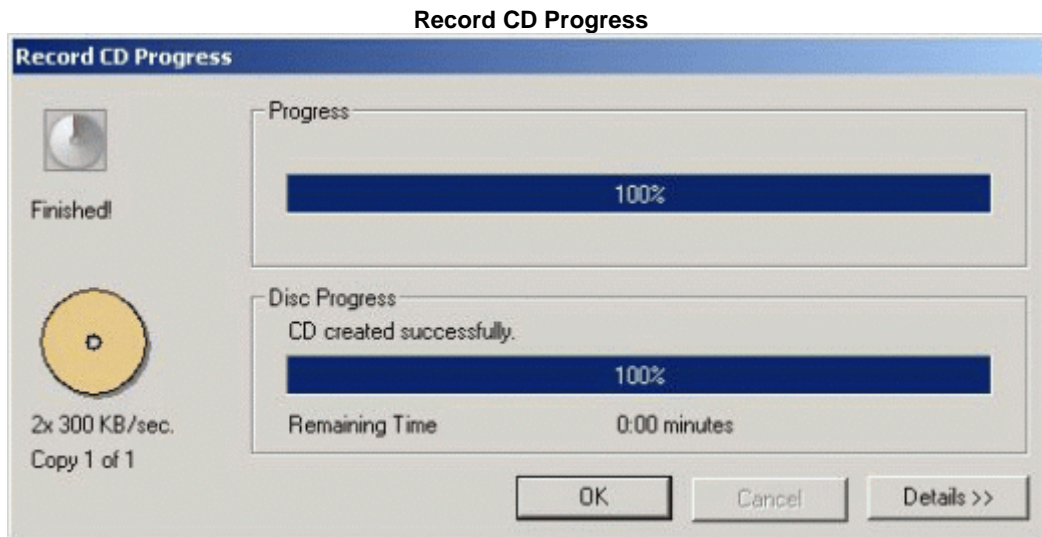 Record CD Progress
Record CD Progress
Progress
100%
Finished!
Disc Progress
CD created successfully.
100%
2x 300 KB/sec.
Remaining Time 0:00 minutes
Copy 1 of 1
OK Cancel Details >>